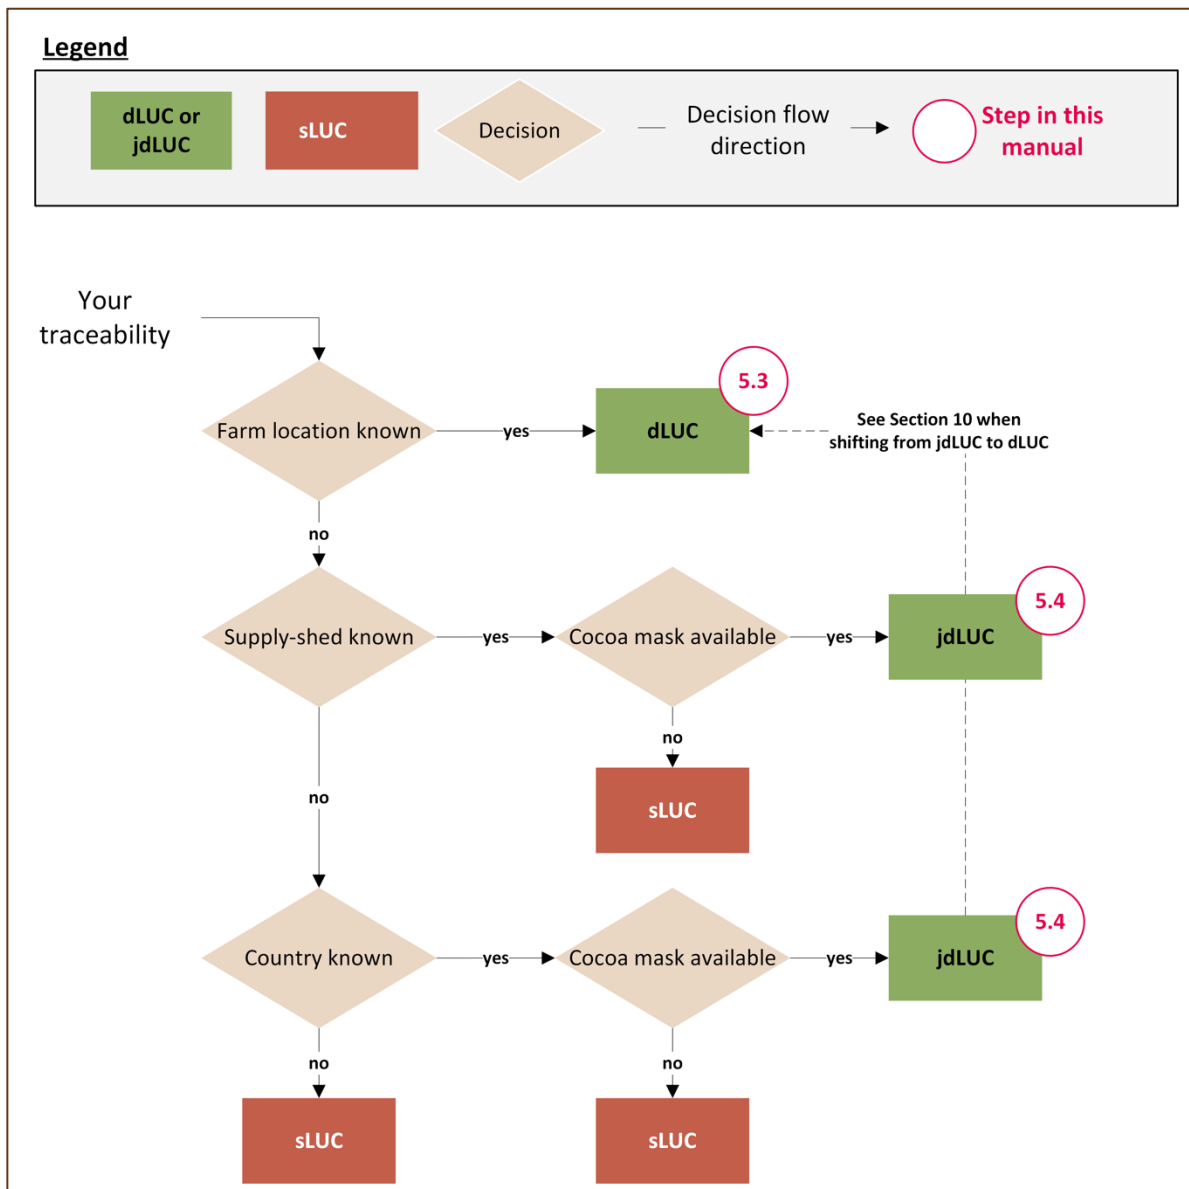 Legend
dLUC or
jdLUC
sLUC
Decision
Decision flow
direction
Step in this
manual
Your
traceability
Farm location known
yes
dLUC
5.3
See Section 10 when
shifting from jdLUC to dLUC
no
Supply-shed known
yes
Cocoa mask available
yes
jdLUC
5.4
no
sLUC
no
Country known
yes
Cocoa mask available
yes
jdLUC
5.4
no
no
sLUC
sLUC